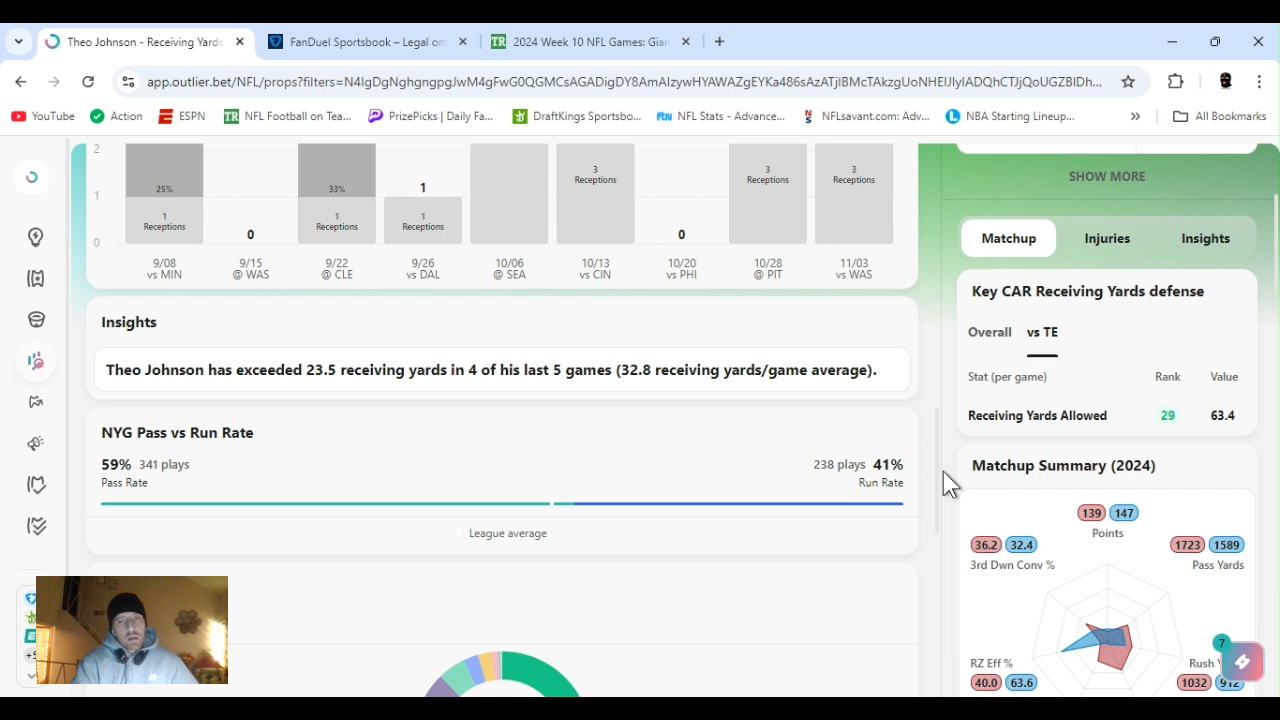 Theo Johnson - Receiving Yards
FanDuel Sportsbook – Legal on
2024 Week 10 NFL Games: Gian
app.outlier.bet/NFL/props?filters=
YouTube
Action
ESPN
NFL Football on Tea...
PrizePicks | Daily Fa...
DraftKings Sportsbo...
NFL Stats - Advance...
NFLsavant.com: Adv...
NBA Starting Lineup...
»
All Bookmarks
2
1
0
25%
1
Receptions
0
33%
1
Receptions
1
1
Receptions
3
Receptions
0
3
Receptions
3
Receptions
9/08
vs MIN
9/15
@ WAS
9/22
@ CLE
9/26
vs DAL
10/06
@ SEA
10/13
vs CIN
10/20
vs PHI
10/28
@ PIT
11/03
vs WAS
Insights
Theo Johnson has exceeded 23.5 receiving yards in 4 of his last 5 games (32.8 receiving yards/game average).
NYG Pass vs Run Rate
59% 341 plays
Pass Rate
238 plays 41%
Run Rate
League average
SHOW MORE
Matchup Injuries Insights
Key CAR Receiving Yards defense
Overall vs TE
Stat (per game) Rank Value
Receiving Yards Allowed 29 63.4
Matchup Summary (2024)
139 147
Points
36.2 32.4
3rd Dwn Conv %
1723 1589
Pass Yards
RZ Eff %
40.0 63.6
Rush
1032 912
7